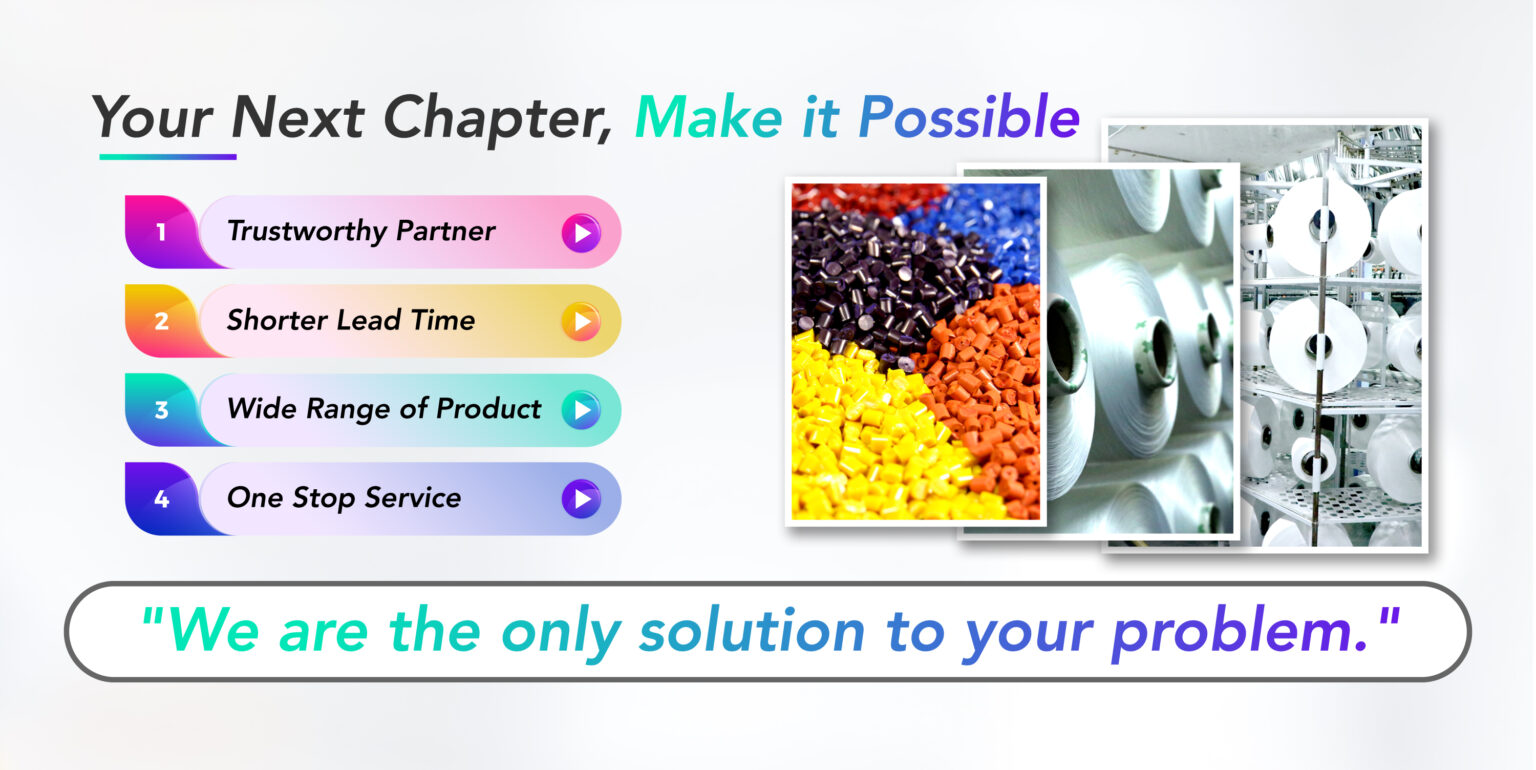 Your Next Chapter, Make it Possible
1 Trustworthy Partner
2 Shorter Lead Time
3 Wide Range of Product
4 One Stop Service
"We are the only solution to your problem."